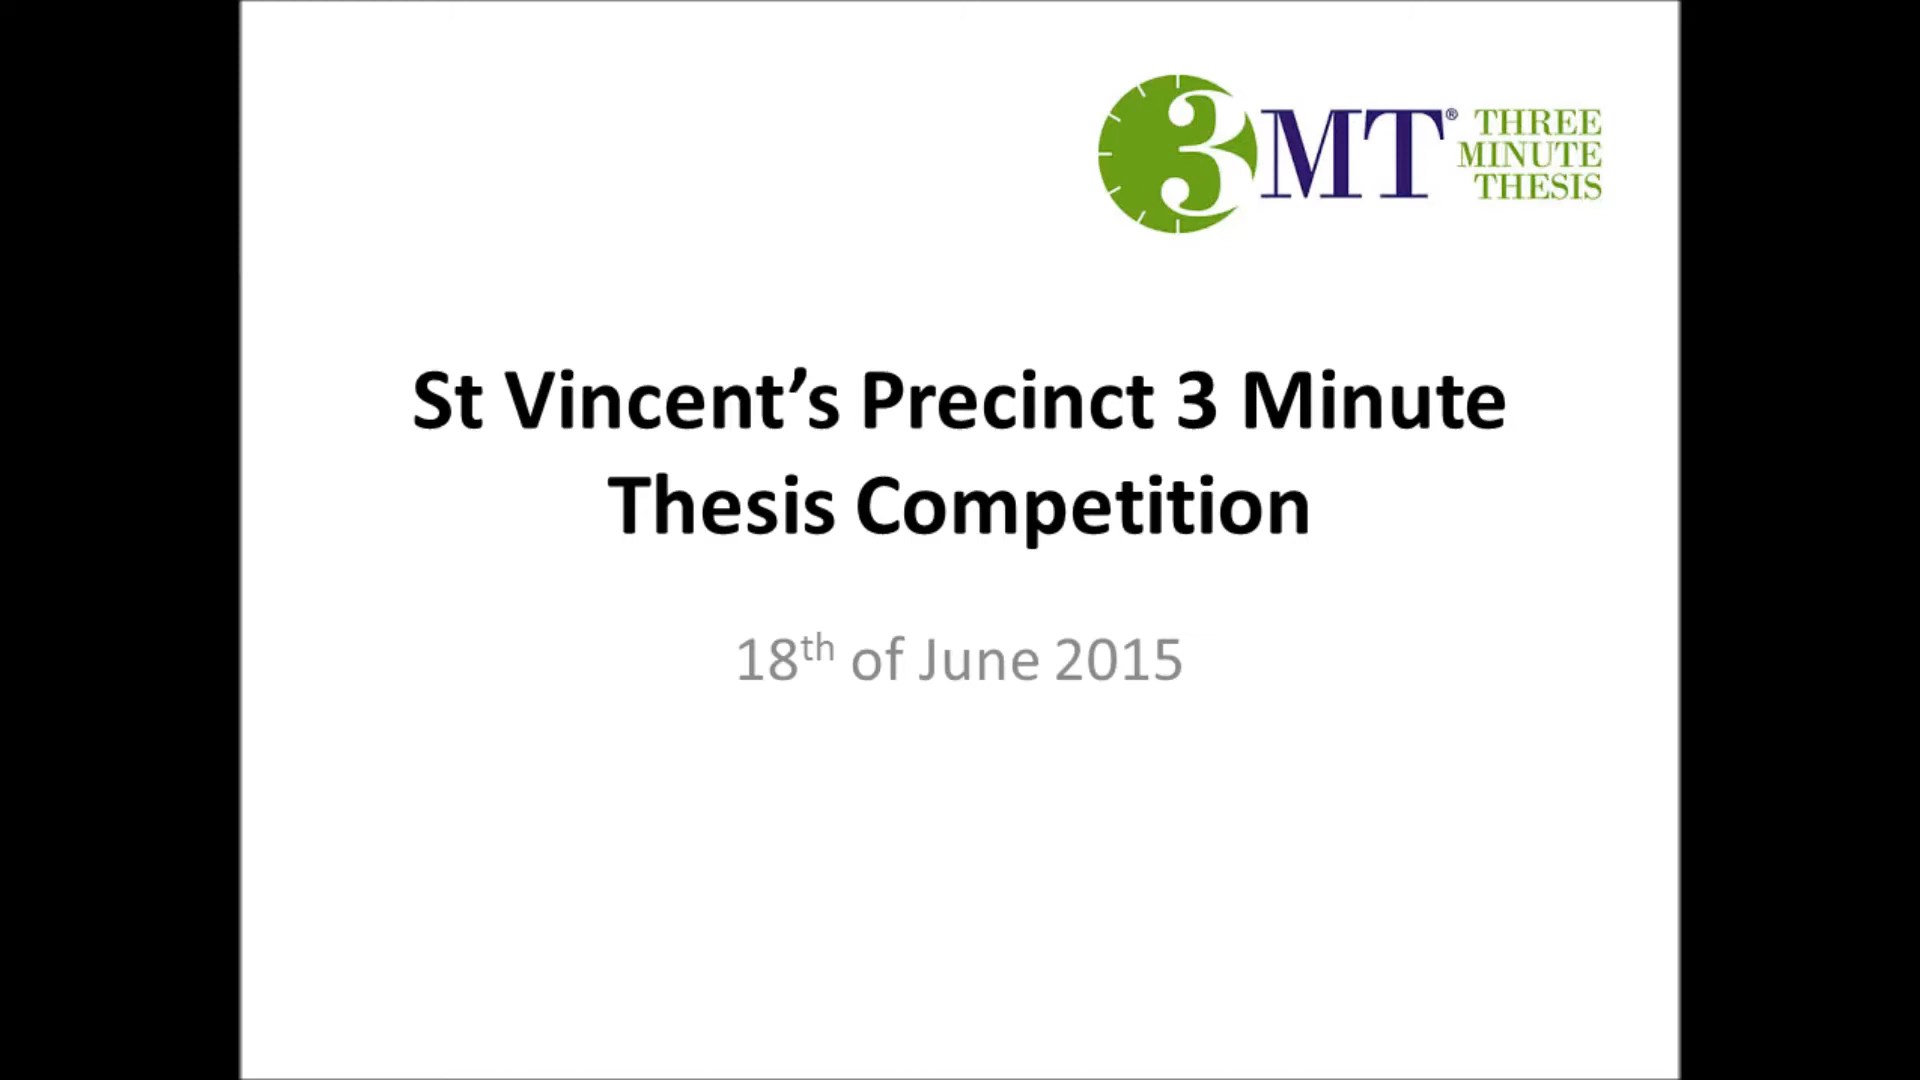 3MT® THREE
MINUTE
THESIS
St Vincent’s Precinct 3 Minute
Thesis Competition
18th of June 2015